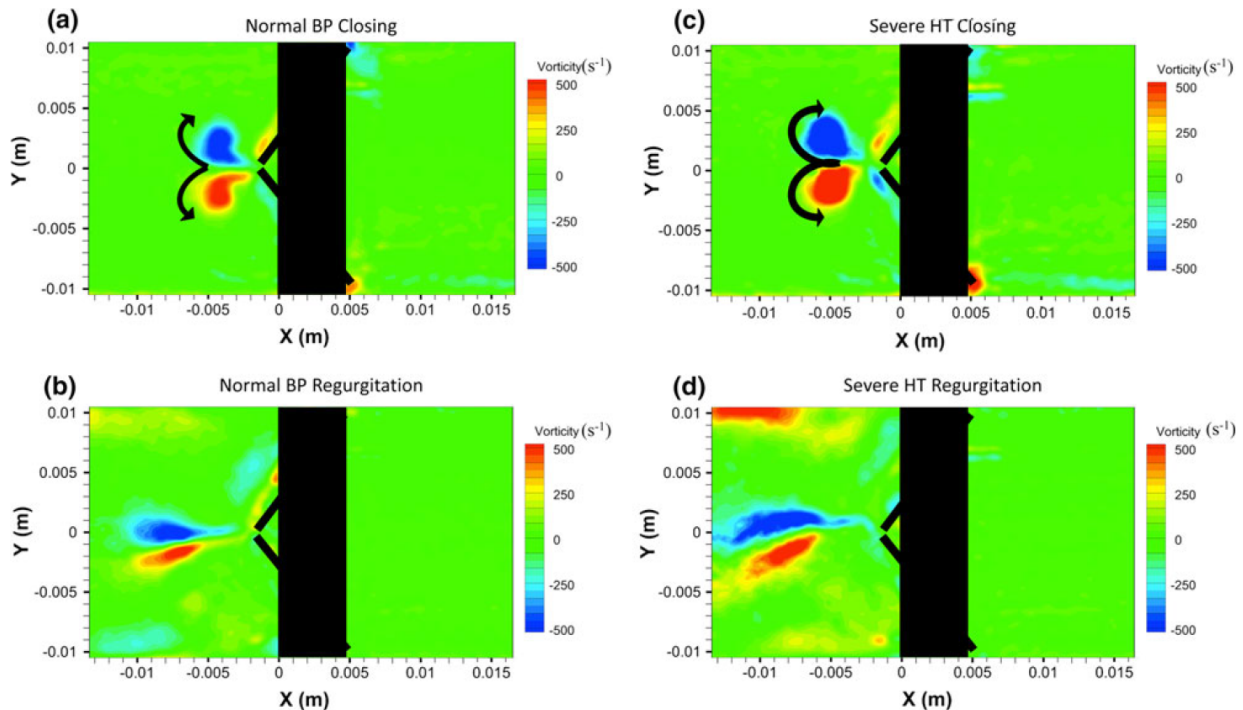 (a) Normal BP Closing
Vorticity(s⁻¹)
500
250
0
-250
-500
0.01
0.005
0
-0.005
-0.01
Y (m)
-0.01 -0.005 0 0.005 0.01 0.015
X (m)
(c) Severe HT Closing
Vorticity (s⁻¹)
500
250
0
-250
-500
0.01
0.005
0
-0.005
-0.01
Y (m)
-0.01 -0.005 0 0.005 0.01 0.015
X (m)
(b) Normal BP Regurgitation
Vorticity (s⁻¹)
500
250
0
-250
-500
0.01
0.005
0
-0.005
-0.01
Y (m)
-0.01 -0.005 0 0.005 0.01 0.015
X (m)
(d) Severe HT Regurgitation
Vorticity (s⁻¹)
500
250
0
-250
-500
0.01
0.005
0
-0.005
-0.01
Y (m)
-0.01 -0.005 0 0.005 0.01 0.015
X (m)